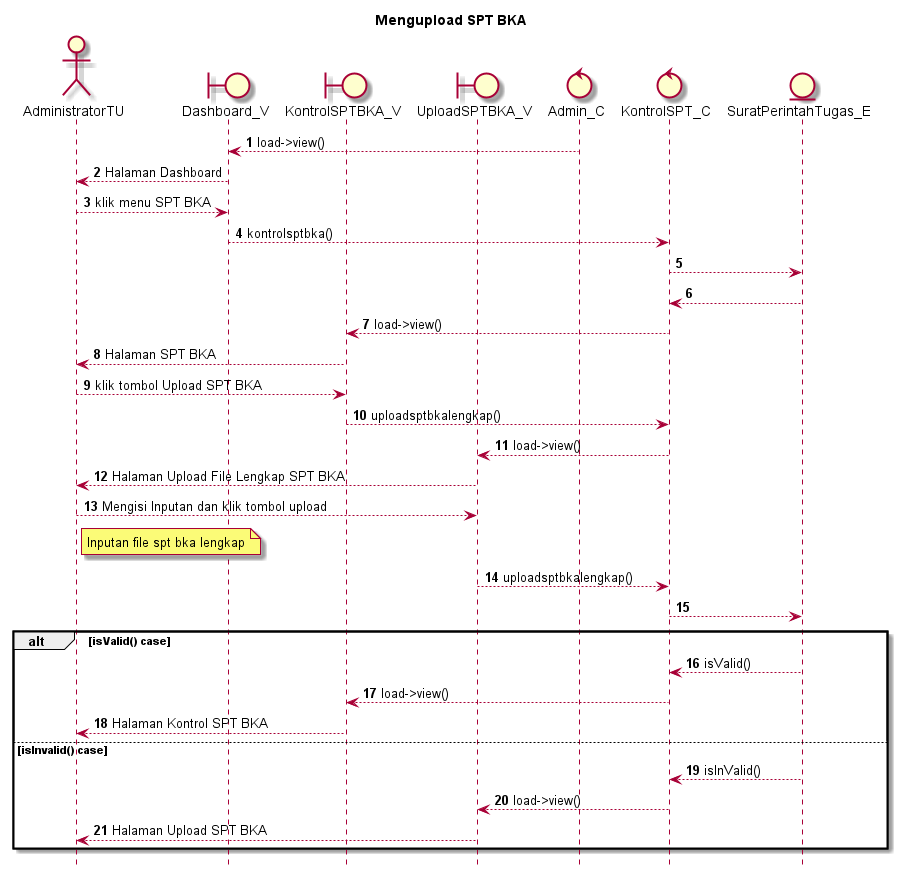 Mengupload SPT BKA
AdministratorTU
Dashboard_V
KontrolSPTBKA_V
UploadSPTBKA_V
Admin_C
KontrolSPT_C
SuratPerintahTugas_E
1 load->view()
2 Halaman Dashboard
3 klik menu SPT BKA
4 kontrolsptbka()
5
6
7 load->view()
8 Halaman SPT BKA
9 klik tombol Upload SPT BKA
10 uploadsptbkalengkap()
11 load->view()
12 Halaman Upload File Lengkap SPT BKA
13 Mengisi Inputan dan klik tombol upload
Inputan file spt bka lengkap
14 uploadsptbkalengkap()
15
alt [isValid() case]
16 isValid()
17 load->view()
18 Halaman Kontrol SPT BKA
[isInvalid() case]
19 isInValid()
20 load->view()
21 Halaman Upload SPT BKA